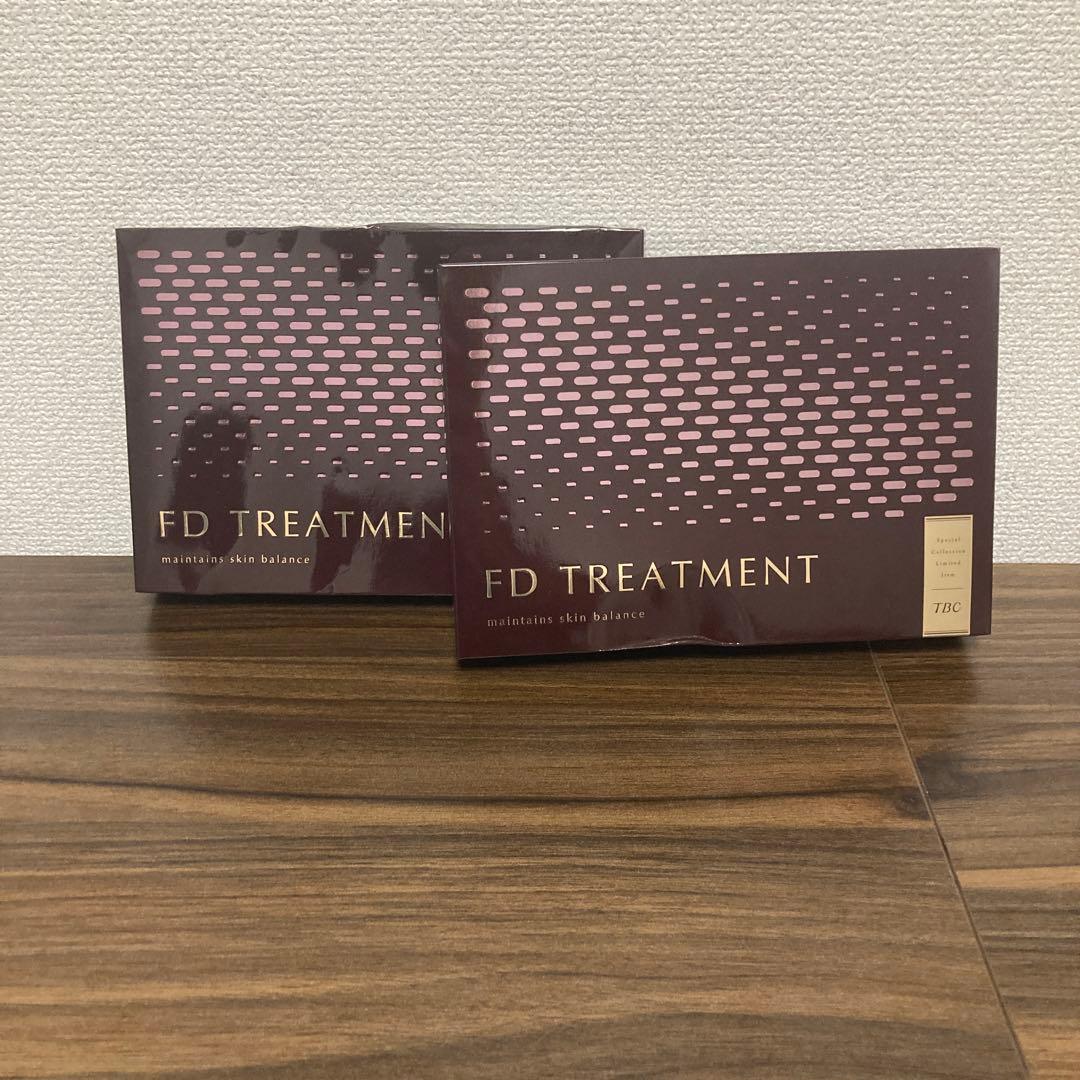 FD TREATMEN
maintains skin balance
FD TREATMENT
maintains skin balance
Special
Collection
Limited
Item
TBC